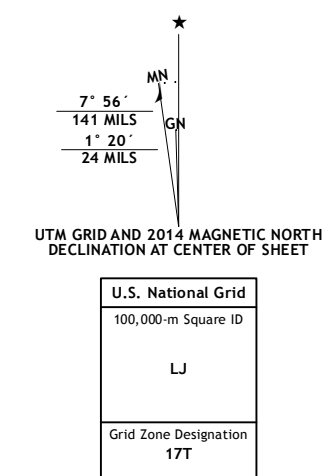 ★
MN
7° 56´
141 MILS
GN
1° 20´
24 MILS
UTM GRID AND 2014 MAGNETIC NORTH
DECLINATION AT CENTER OF SHEET
U.S. National Grid
100,000-m Square ID
LJ
Grid Zone Designation
17T